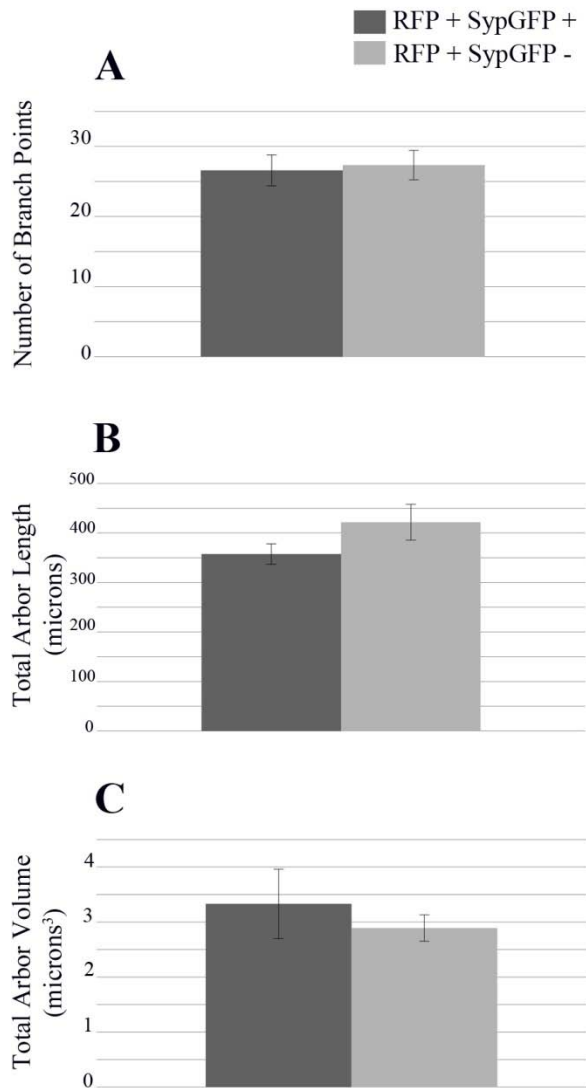 RFP + SypGFP +
RFP + SypGFP -
A
Number of Branch Points
30
20
10
0
B
Total Arbor Length
(microns)
500
400
300
200
100
0
C
Total Arbor Volume
(microns³)
4
3
2
1
0